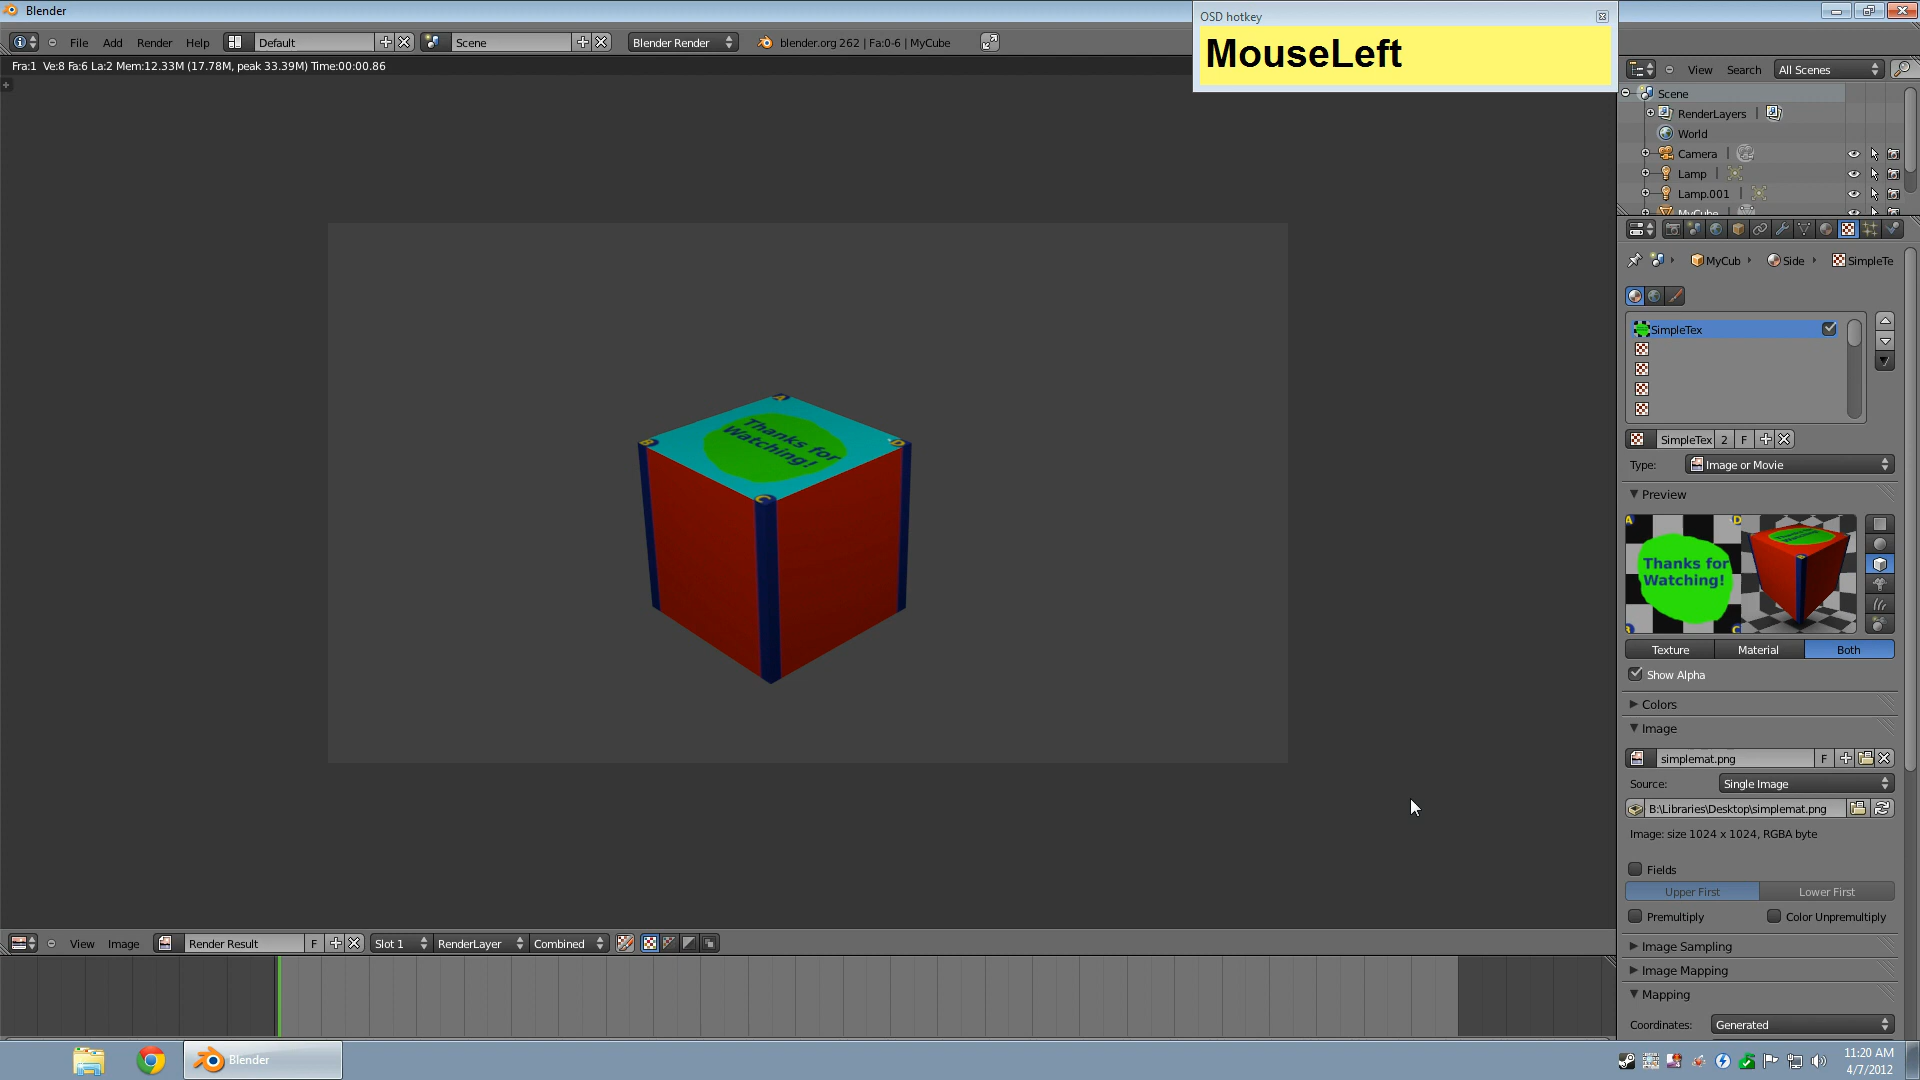 Blender
OSD hotkey
MouseLeft
File Add Render Help Default Scene Blender Render blender.org 262 | Fa:0-6 | MyCube
Fra:1 Ve:8 Fa:6 La:2 Mem:12.33M (17.78M, peak 33.39M) Time:00:00.86
View Search All Scenes
Scene
RenderLayers
World
Camera
Lamp
Lamp.001
MyCube
MyCub Side SimpleTe
SimpleTex
SimpleTex 2 F
Type: Image or Movie
Preview
A D
Thanks for
Watching!
B C
Texture Material Both
Show Alpha
Colors
Image
simplemat.png F
Source: Single Image
B:\Libraries\Desktop\simplemat.png
Image: size 1024 x 1024, RGBA byte
Fields
Upper First Lower First
Premultiply Color Unpremultiply
Image Sampling
Image Mapping
Mapping
Coordinates: Generated
A
B
D
C
Thanks for
Watching!
View Image Render Result F Slot 1 RenderLayer Combined
Blender
11:20 AM
4/7/2012